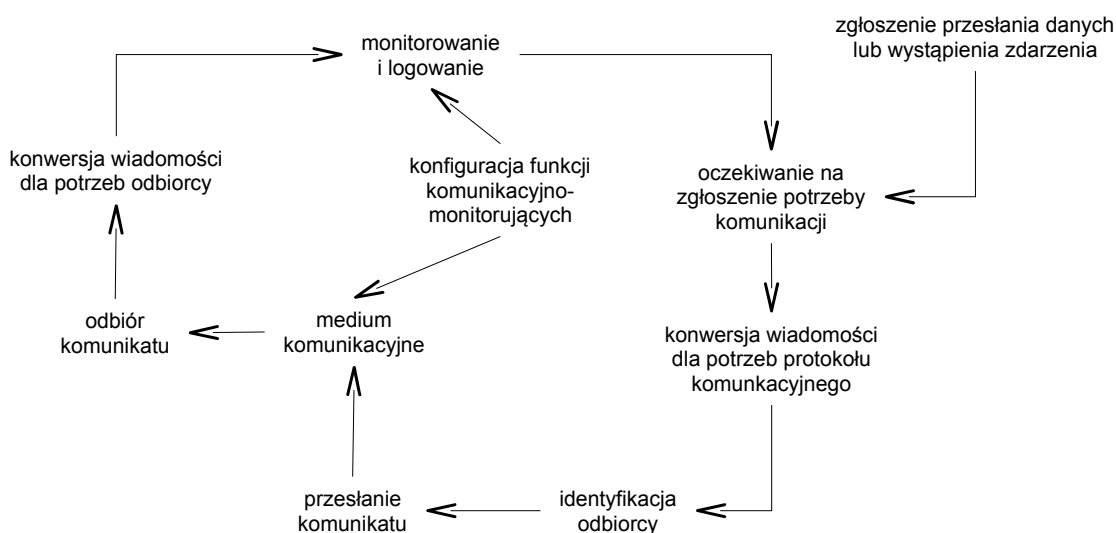 zgłoszenie przesłania danych
lub wystąpienia zdarzenia
monitorowanie
i logowanie
konwersja wiadomości
dla potrzeb odbiorcy
konfiguracja funkcji
komunikacyjno-
monitorujących
oczekiwanie na
zgłoszenie potrzeby
komunikacji
odbiór
komunikatu
medium
komunikacyjne
konwersja wiadomości
dla potrzeb protokołu
komunkacyjnego
przesłanie
komunikatu
identyfikacja
odbiorcy